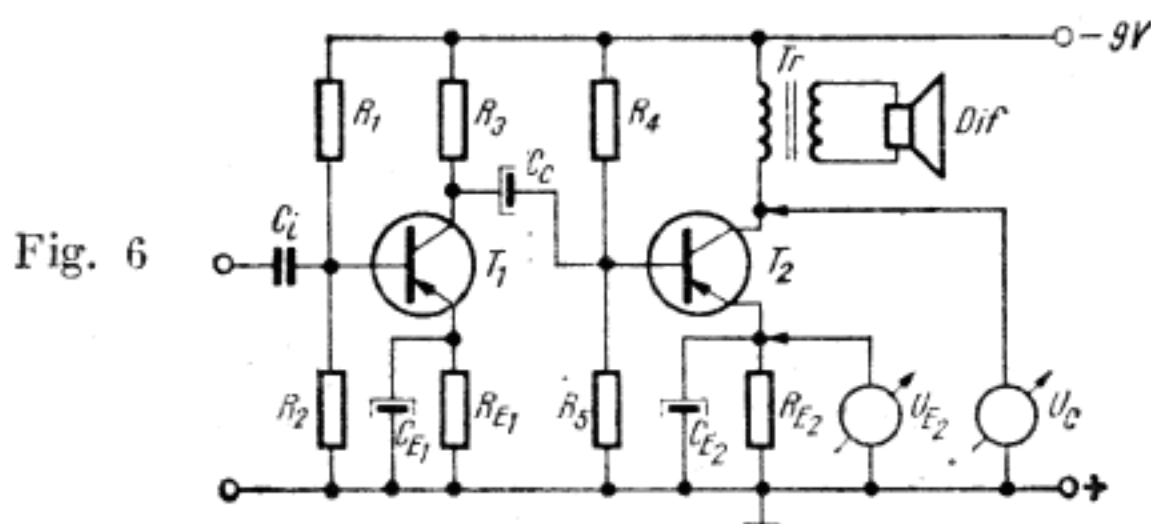 Fig. 6
-9V
Tr
Dif
R1
R3
R4
Cc
Ci
T1
T2
R2
CE1
RE1
R5
CE2
RE2
UE2
UC
+